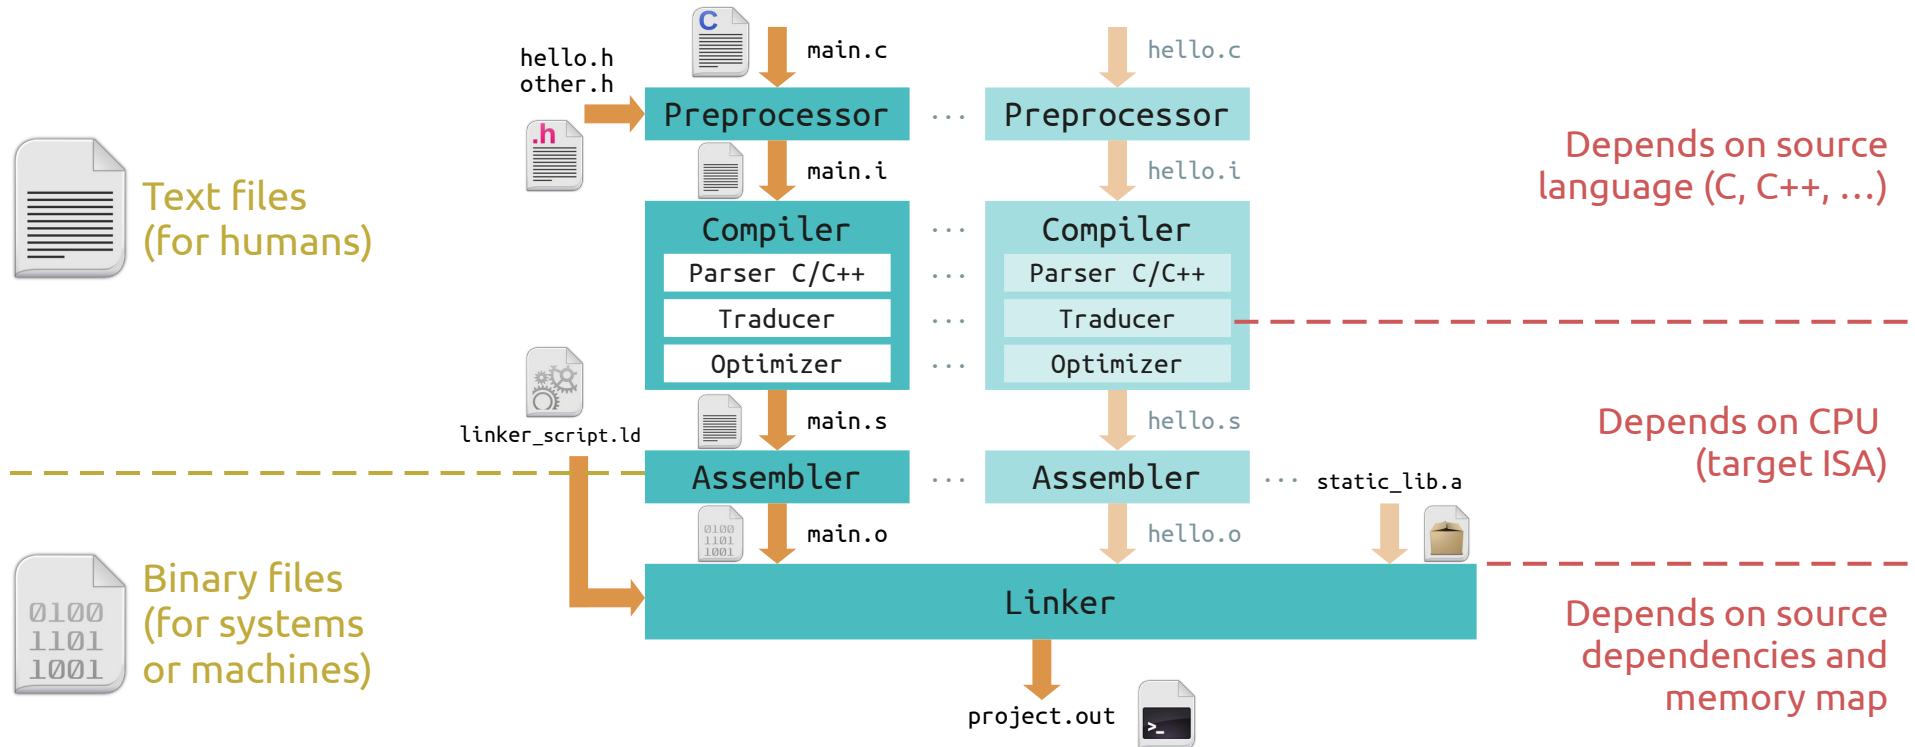 C
main.c
hello.c
hello.h
other.h
.h
Preprocessor
...
Preprocessor
main.i
hello.i
Text files
(for humans)
Depends on source
language (C, C++, ...)
Compiler
...
Compiler
Parser C/C++
...
Parser C/C++
Traducer
...
Traducer
Optimizer
...
Optimizer
main.s
hello.s
linker_script.ld
Depends on CPU
(target ISA)
Assembler
...
Assembler
...
static_lib.a
0100
1101
1001
main.o
hello.o
Binary files
(for systems
or machines)
0100
1101
1001
Linker
Depends on source
dependencies and
memory map
project.out
>_